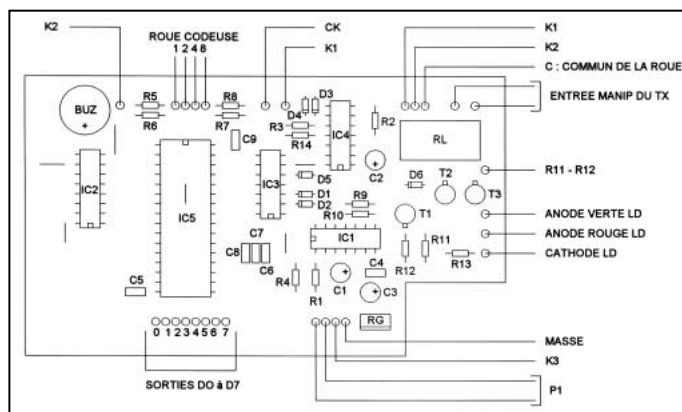 K2
ROUE CODEUSE
1 2 4 8
CK
K1
K1
K2
C : COMMUN DE LA ROUE
ENTREE MANIP DU TX
BUZ
+
R5
R6
R8
R7
C9
D4
D3
R3
R14
IC4
R2
RL
IC2
IC5
IC3
D5
D1
D2
C2
+
D6
T2
T3
R11 - R12
R9
R10
T1
ANODE VERTE LD
ANODE ROUGE LD
CATHODE LD
IC1
C7
C8
C6
R12
R11
R13
C5
R4
R1
C1
+
C4
C3
+
RG
0 1 2 3 4 5 6 7
SORTIES DO à D7
MASSE
K3
P1